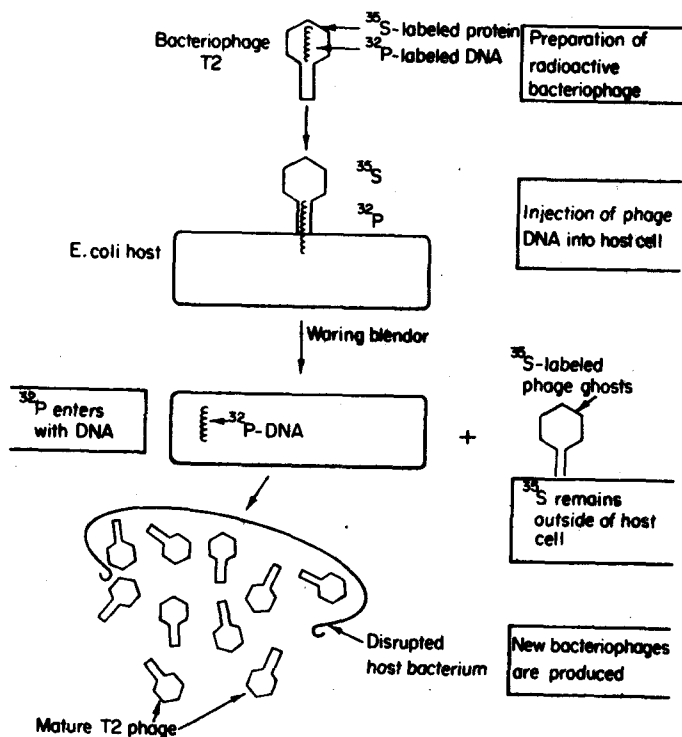 Bacteriophage
T2
³⁵S-labeled protein
³²P-labeled DNA
Preparation of
radioactive
bacteriophage
³⁵S
³²P
E. coli host
Injection of phage
DNA into host cell
Waring blendor
³⁵S-labeled
phage ghosts
³²P enters
with DNA
³²P-DNA
+
³⁵S remains
outside of host
cell
Disrupted
host bacterium
New bacteriophages
are produced
Mature T2 phage